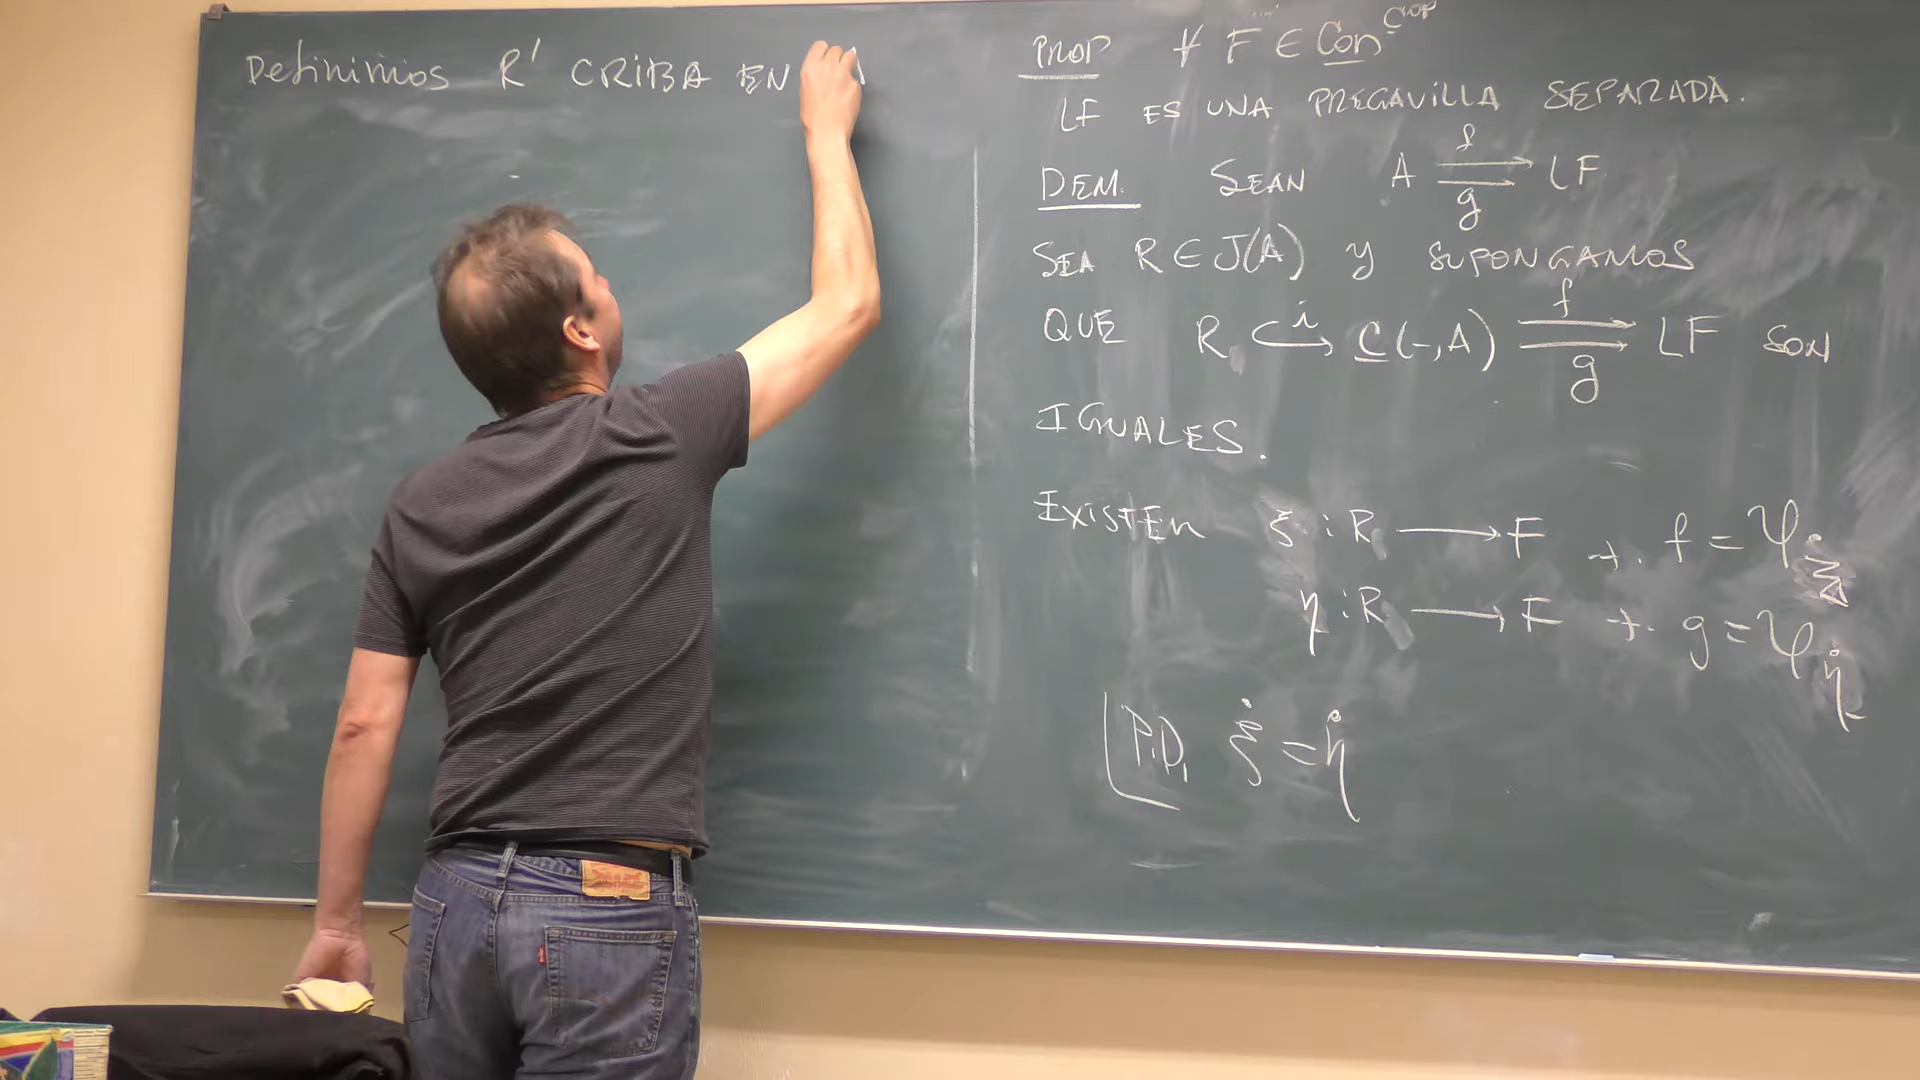 Definimos R' CRIBA EN A
PROP ∀ F ∈ Con^C^op
LF ES UNA PREGAVILLA SEPARADA.
DEM. SEAN A f⟶ g⟶ LF
SEA R ∈ J(A) y SUPONGAMOS
QUE R ↪i C(-,A) f⟶ g⟶ LF SON
IGUALES.
EXISTEN ξ : R ⟶ F +. f = φ_ξ̇
η : R ⟶ F +. g = φ_η̇
P.D. ξ̇ = η̇